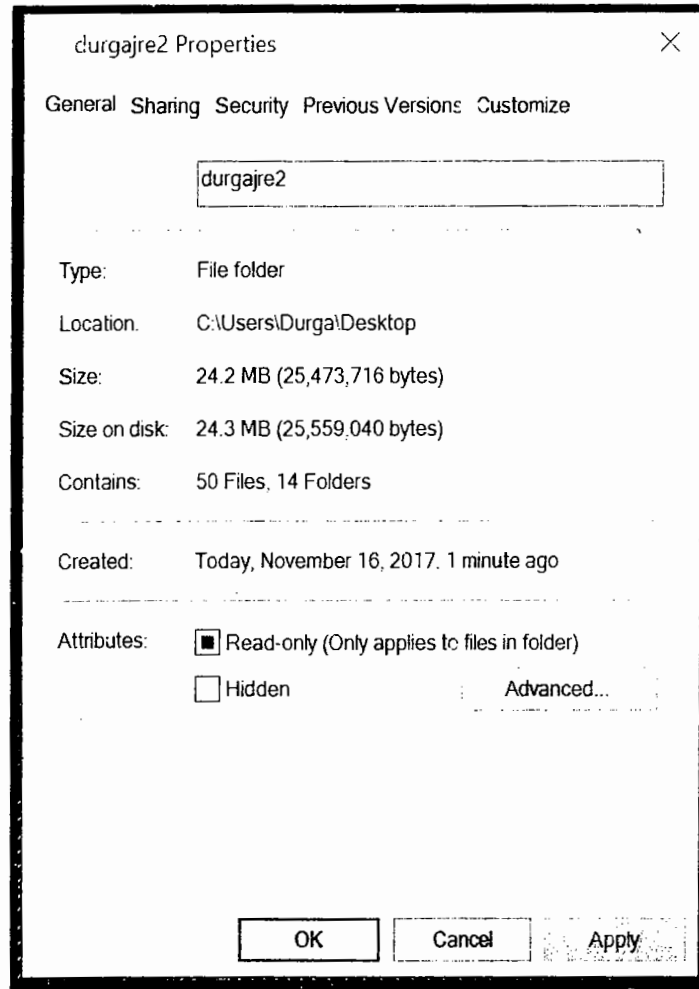 durgajre2 Properties
General Sharing Security Previous Versions Customize
durgajre2
Type: File folder
Location. C:\Users\Durga\Desktop
Size: 24.2 MB (25,473,716 bytes)
Size on disk: 24.3 MB (25,559,040 bytes)
Contains: 50 Files, 14 Folders
Created: Today, November 16, 2017. 1 minute ago
Attributes: Read-only (Only applies to files in folder)
Hidden Advanced...
OK Cancel Apply